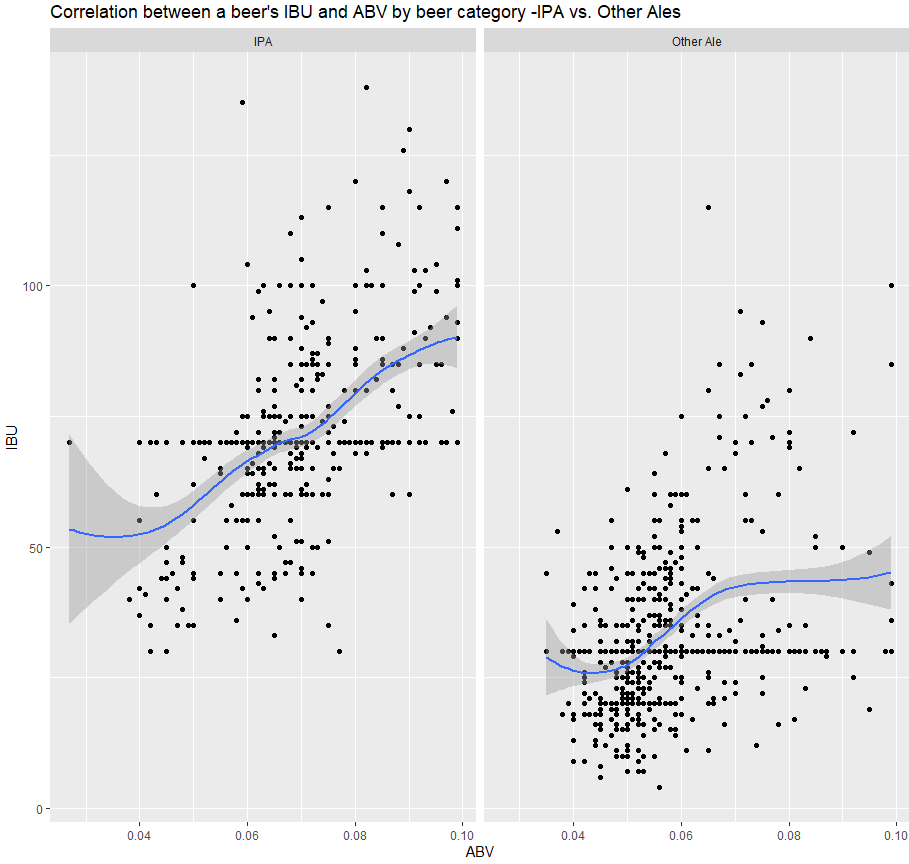 Correlation between a beer's IBU and ABV by beer category -IPA vs. Other Ales
IPA
Other Ale
IBU
100
50
0
0.04
0.06
0.08
0.10
0.04
0.06
0.08
0.10
ABV